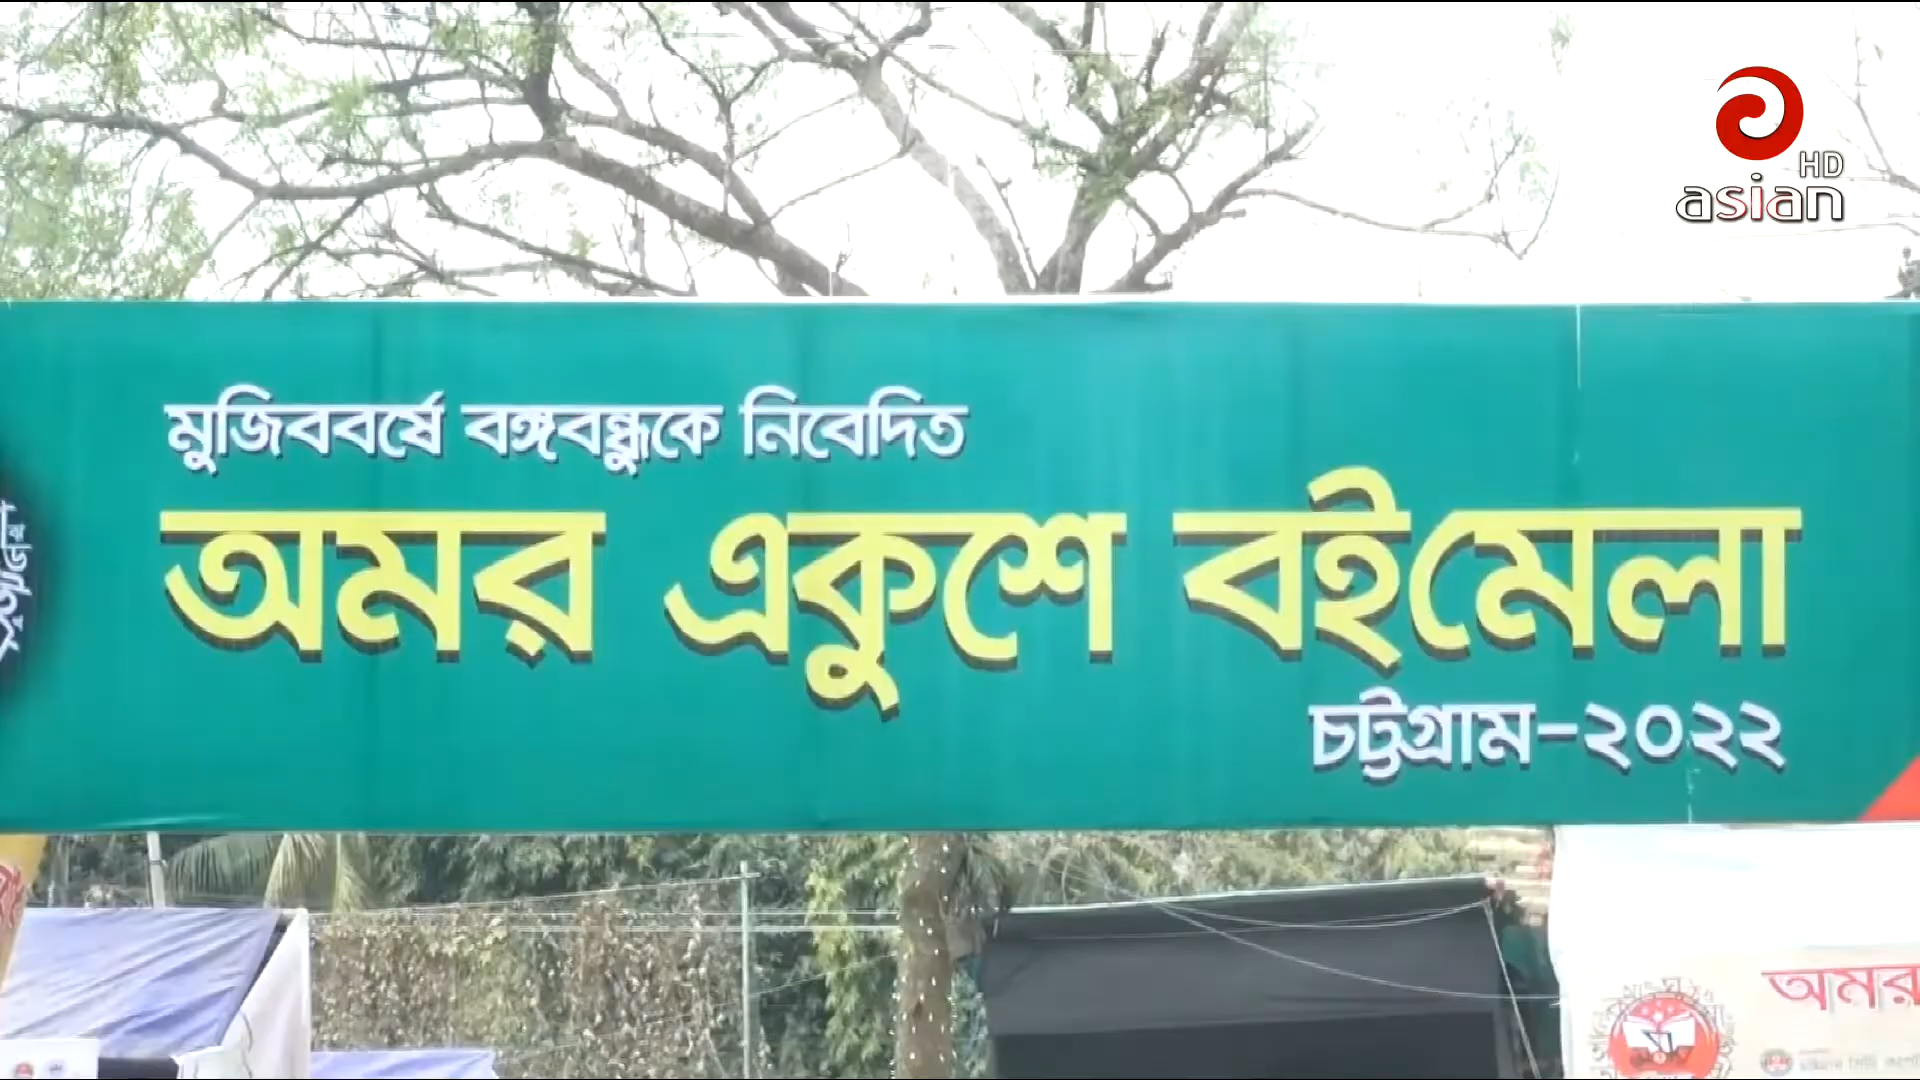 HD
asian
মুজিববর্ষে বঙ্গবন্ধুকে নিবেদিত
অমর একুশে বইমেলা
চট্টগ্রাম-২০২২
অমর